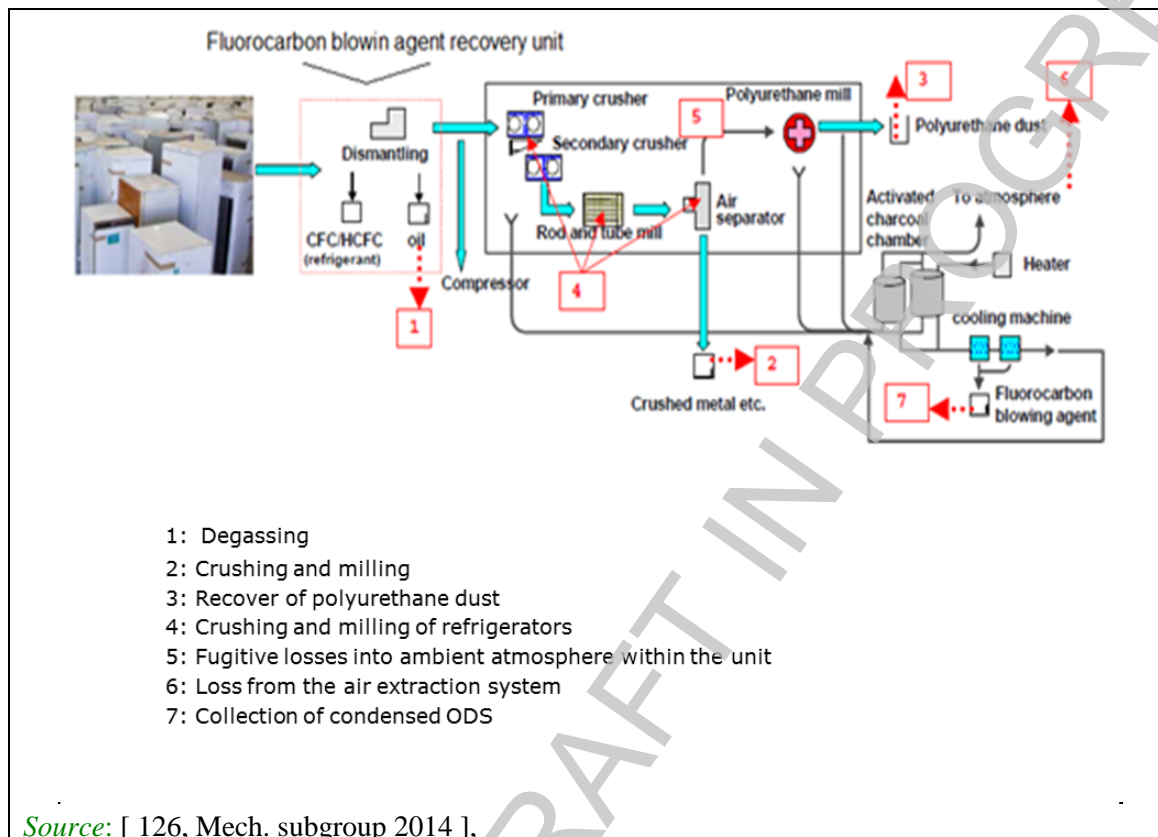 Fluorocarbon blowin agent recovery unit
Primary crusher
Polyurethane mill
3
6
5
Polyurethane dust
Dismantling
Secondary crusher
Activated
charcoal
chamber
To atmosphere
Air
separator
CFC/HCFC
(refrigerant)
oil
Rod and tube mill
Heater
Compressor
4
1
cooling machine
2
Crushed metal etc.
7
Fluorocarbon
blowing agent
1: Degassing
2: Crushing and milling
3: Recover of polyurethane dust
4: Crushing and milling of refrigerators
5: Fugitive losses into ambient atmosphere within the unit
6: Loss from the air extraction system
7: Collection of condensed ODS
Source: [ 126, Mech. subgroup 2014 ],
RAFT IN PROGRE